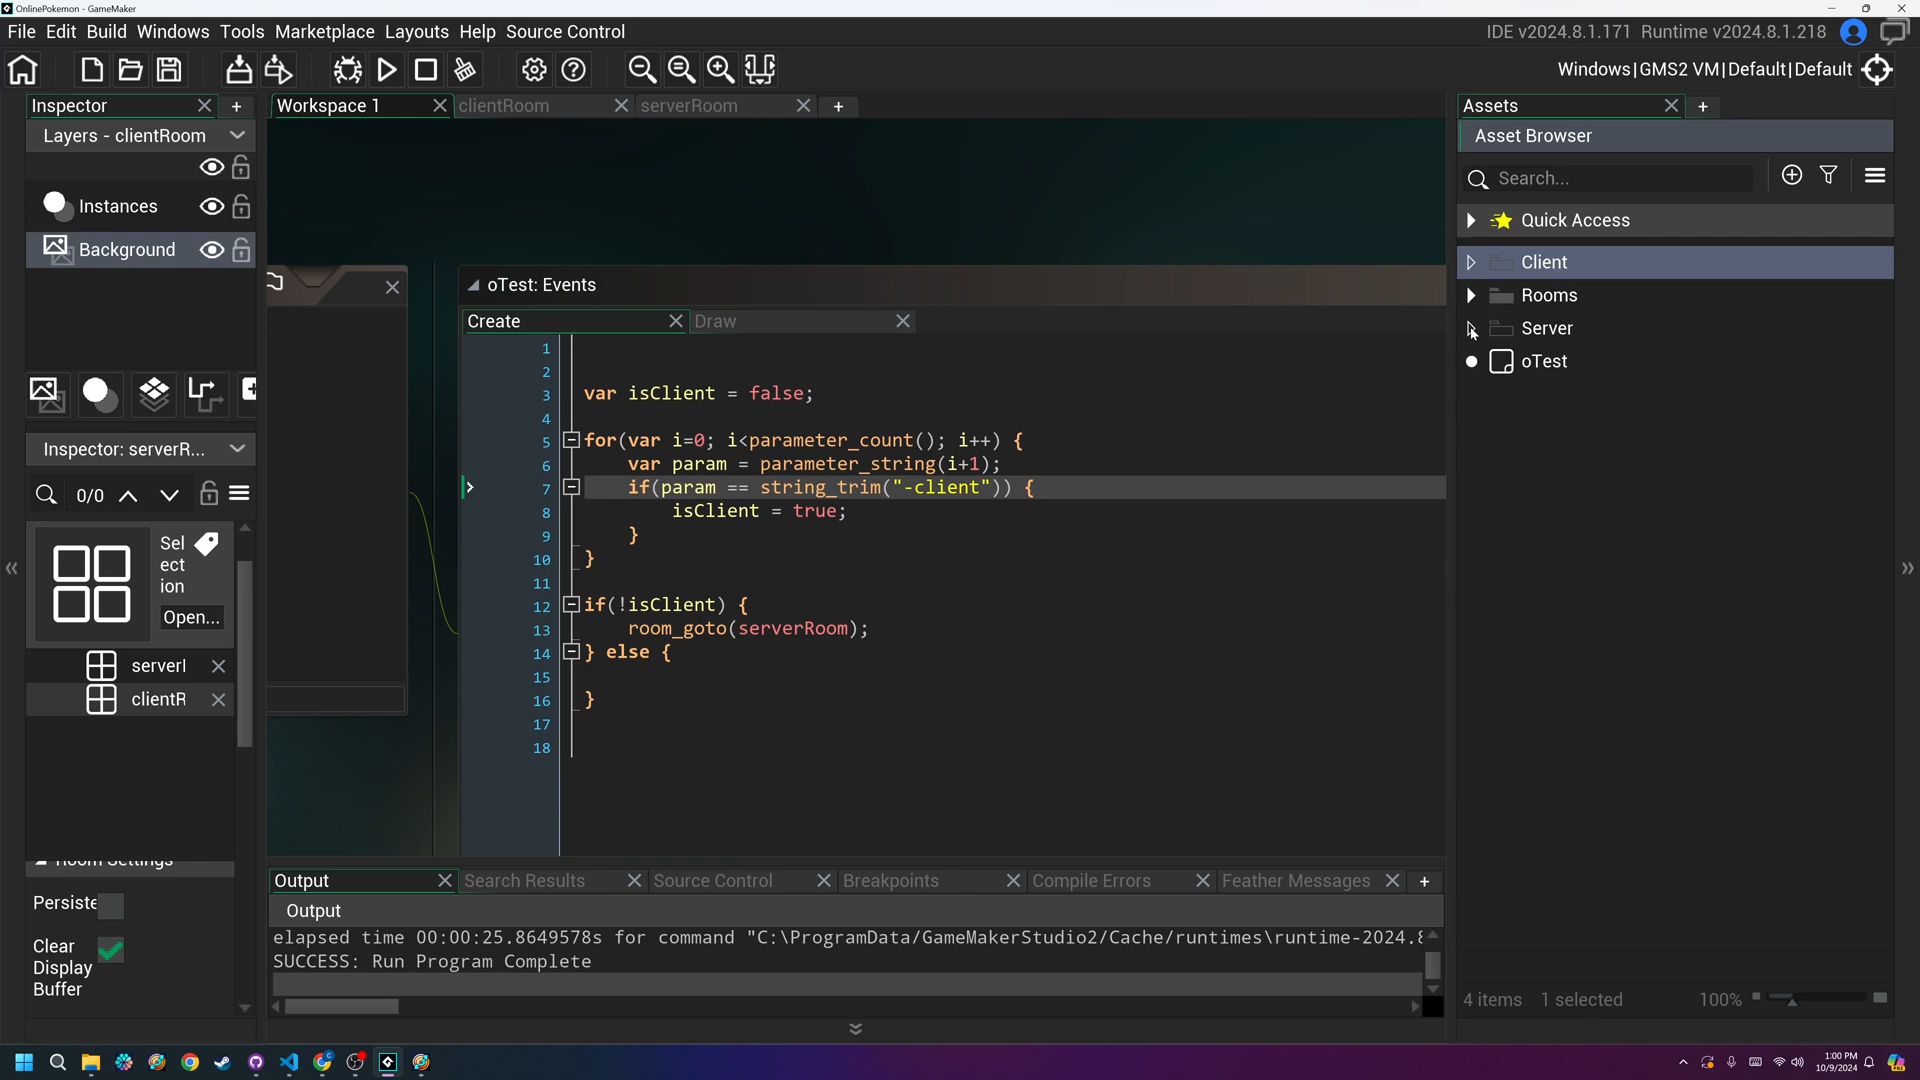 OnlinePokemon - GameMaker
File Edit Build Windows Tools Marketplace Layouts Help Source Control
IDE v2024.8.1.171 Runtime v2024.8.1.218
Windows|GMS2 VM|Default|Default
Inspector
Workspace 1
clientRoom
serverRoom
Assets
Layers - clientRoom
Asset Browser
Search...
Instances
Quick Access
Background
Client
Rooms
Server
oTest
oTest: Events
Create
Draw
1
2
3 var isClient = false;
4
5 for(var i=0; i<parameter_count(); i++) {
6 var param = parameter_string(i+1);
7 if(param == string_trim("-client")) {
8 isClient = true;
9 }
10 }
11
12 if(!isClient) {
13 room_goto(serverRoom);
14 } else {
15
16 }
17
18
Inspector: serverR...
0/0
Sel
ect
ion
Open...
serverI
clientR
Room Settings
Persiste
Clear
Display
Buffer
Output
Search Results
Source Control
Breakpoints
Compile Errors
Feather Messages
Output
elapsed time 00:00:25.8649578s for command "C:\ProgramData/GameMakerStudio2/Cache/runtimes\runtime-2024.8
SUCCESS: Run Program Complete
4 items 1 selected 100%
1:00 PM
10/9/2024